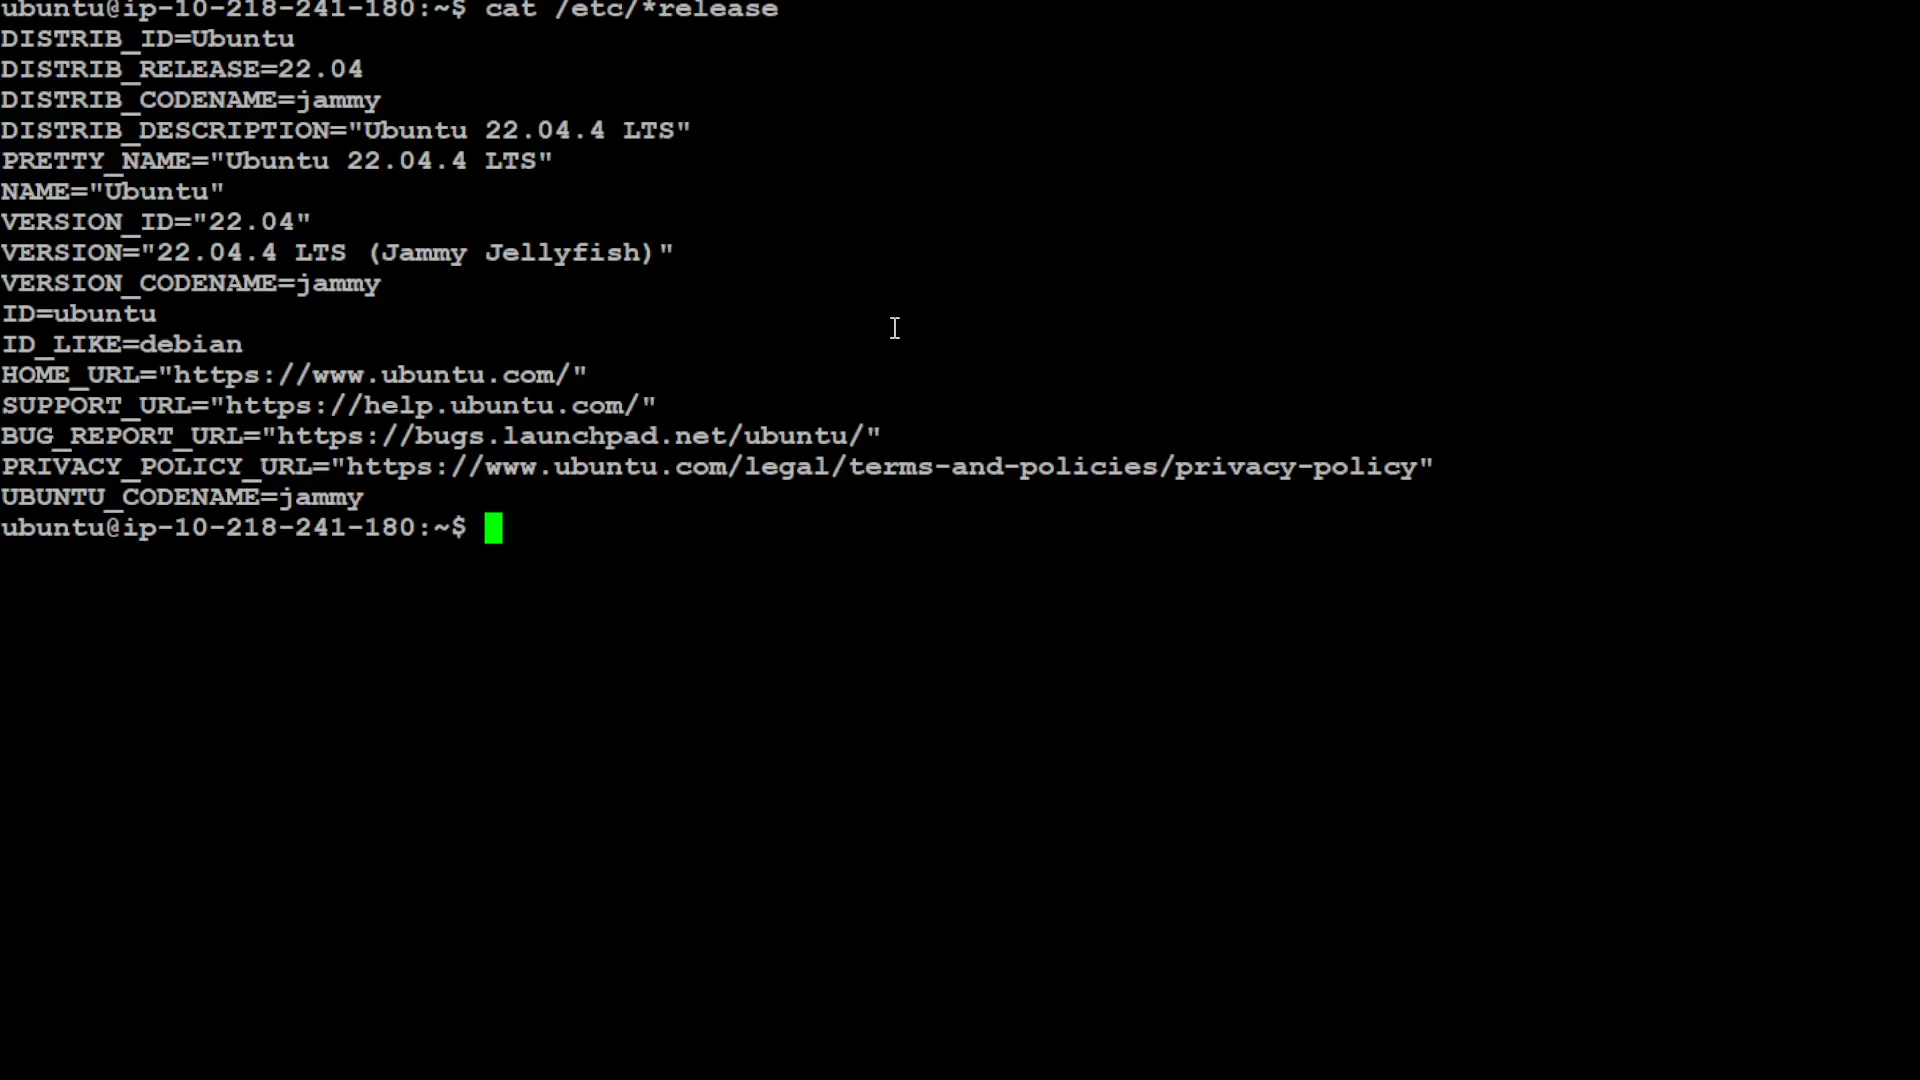 ubuntu@ip-10-218-241-180:~$ cat /etc/*release
DISTRIB_ID=Ubuntu
DISTRIB_RELEASE=22.04
DISTRIB_CODENAME=jammy
DISTRIB_DESCRIPTION="Ubuntu 22.04.4 LTS"
PRETTY_NAME="Ubuntu 22.04.4 LTS"
NAME="Ubuntu"
VERSION_ID="22.04"
VERSION="22.04.4 LTS (Jammy Jellyfish)"
VERSION_CODENAME=jammy
ID=ubuntu
ID_LIKE=debian
HOME_URL="https://www.ubuntu.com/"
SUPPORT_URL="https://help.ubuntu.com/"
BUG_REPORT_URL="https://bugs.launchpad.net/ubuntu/"
PRIVACY_POLICY_URL="https://www.ubuntu.com/legal/terms-and-policies/privacy-policy"
UBUNTU_CODENAME=jammy
ubuntu@ip-10-218-241-180:~$